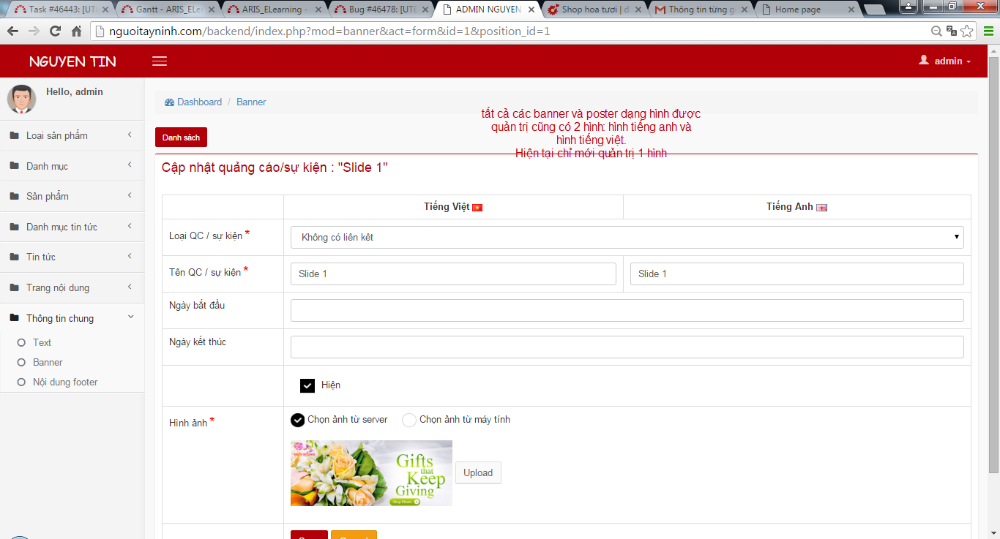 Task #46443: [UT
Gantt - ARIS_ELe
ARIS_ELearning -
Bug #46478: [UTE
ADMIN NGUYEN
Shop hoa tươi | đ
Thông tin từng g
Home page
nguoitayninh.com/backend/index.php?mod=banner&act=form&id=1&position_id=1
NGUYEN TIN
admin
Hello, admin
Loại sản phẩm
Danh mục
Sản phẩm
Danh mục tin tức
Tin tức
Trang nội dung
Thông tin chung
Text
Banner
Nội dung footer
Dashboard / Banner
tất cả các banner và poster dạng hình được
quản trị cũng có 2 hình: hình tiếng anh và
hình tiếng việt.
Hiện tại chỉ mới quản trị 1 hình
Danh sách
Cập nhật quảng cáo/sự kiện : "Slide 1"
Tiếng Việt
Tiếng Anh
Loại QC / sự kiện *
Không có liên kết
Tên QC / sự kiện *
Slide 1
Slide 1
Ngày bắt đầu
Ngày kết thúc
Hiện
Hình ảnh *
Chọn ảnh từ server
Chọn ảnh từ máy tính
Gifts
that
Keep
Giving
Upload